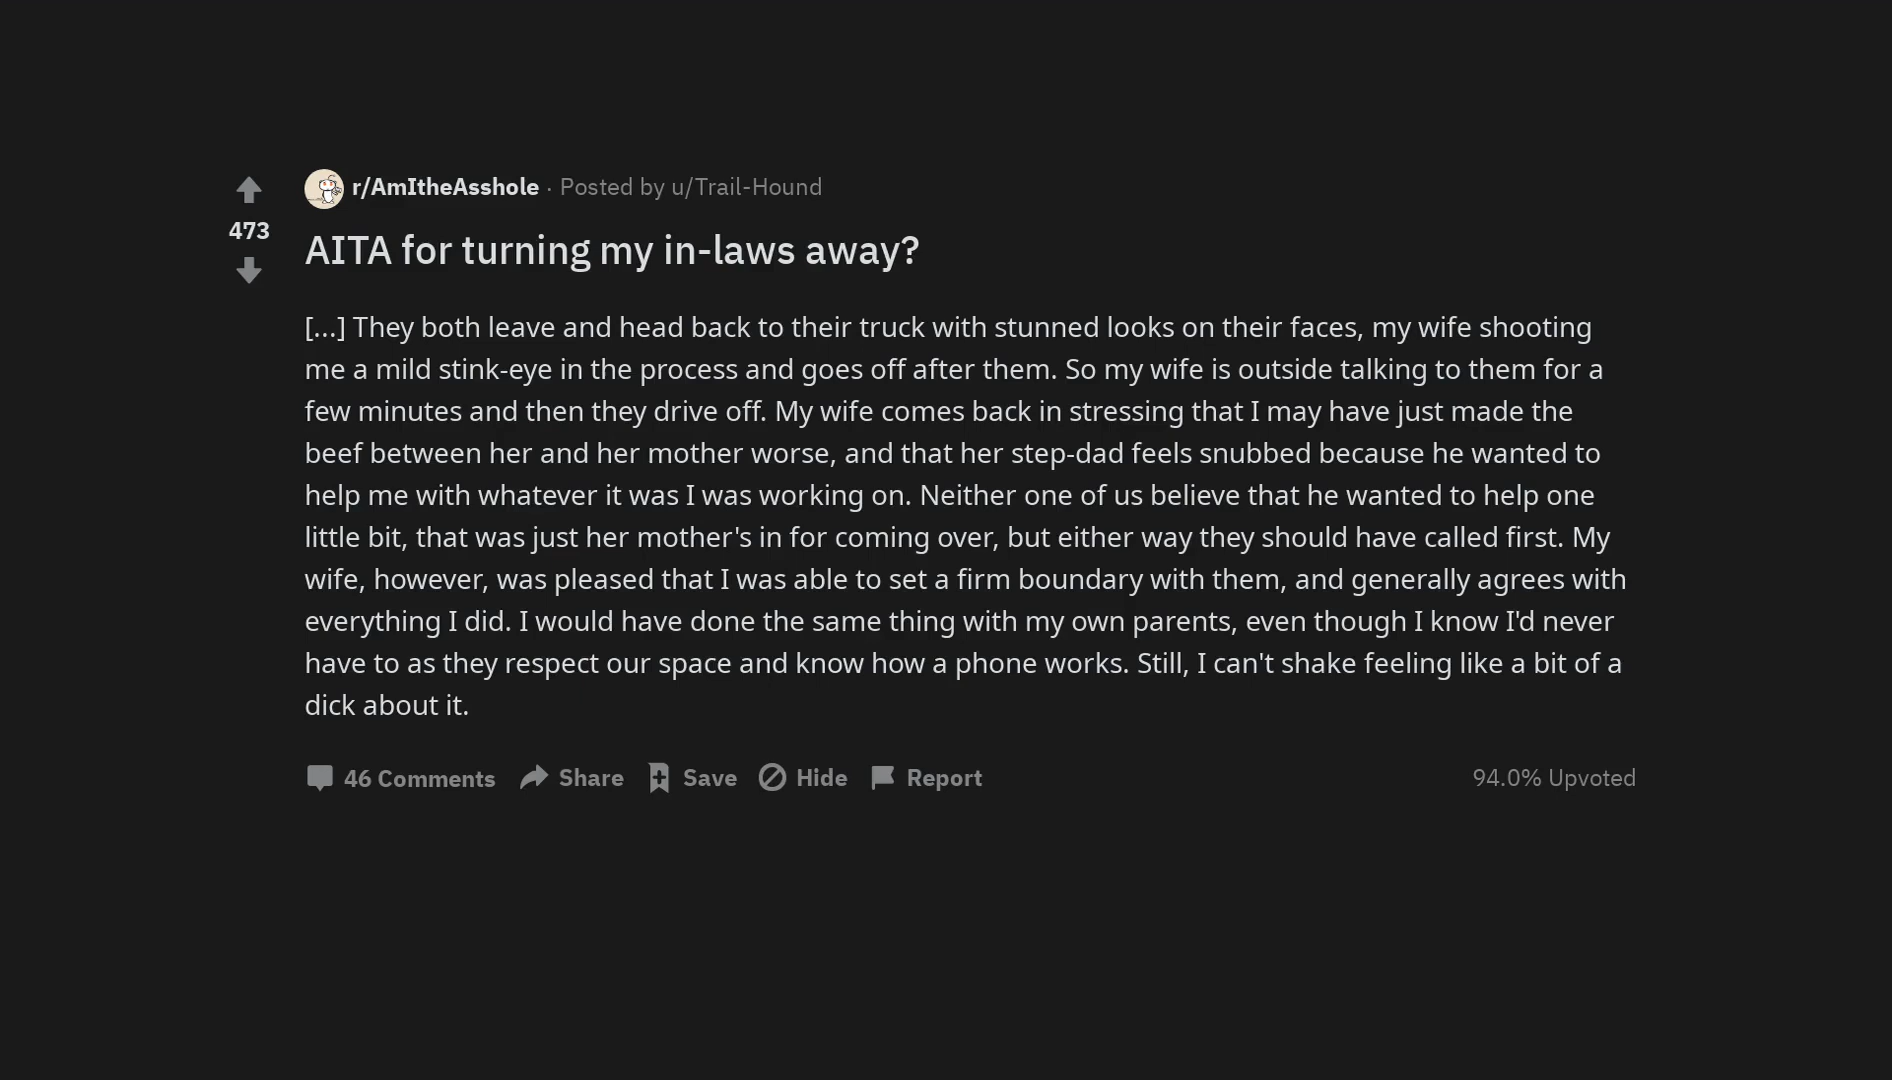 r/AmItheAsshole · Posted by u/Trail-Hound
473
AITA for turning my in-laws away?
[...] They both leave and head back to their truck with stunned looks on their faces, my wife shooting
me a mild stink-eye in the process and goes off after them. So my wife is outside talking to them for a
few minutes and then they drive off. My wife comes back in stressing that I may have just made the
beef between her and her mother worse, and that her step-dad feels snubbed because he wanted to
help me with whatever it was I was working on. Neither one of us believe that he wanted to help one
little bit, that was just her mother's in for coming over, but either way they should have called first. My
wife, however, was pleased that I was able to set a firm boundary with them, and generally agrees with
everything I did. I would have done the same thing with my own parents, even though I know I'd never
have to as they respect our space and know how a phone works. Still, I can't shake feeling like a bit of a
dick about it.
46 Comments Share Save Hide Report 94.0% Upvoted